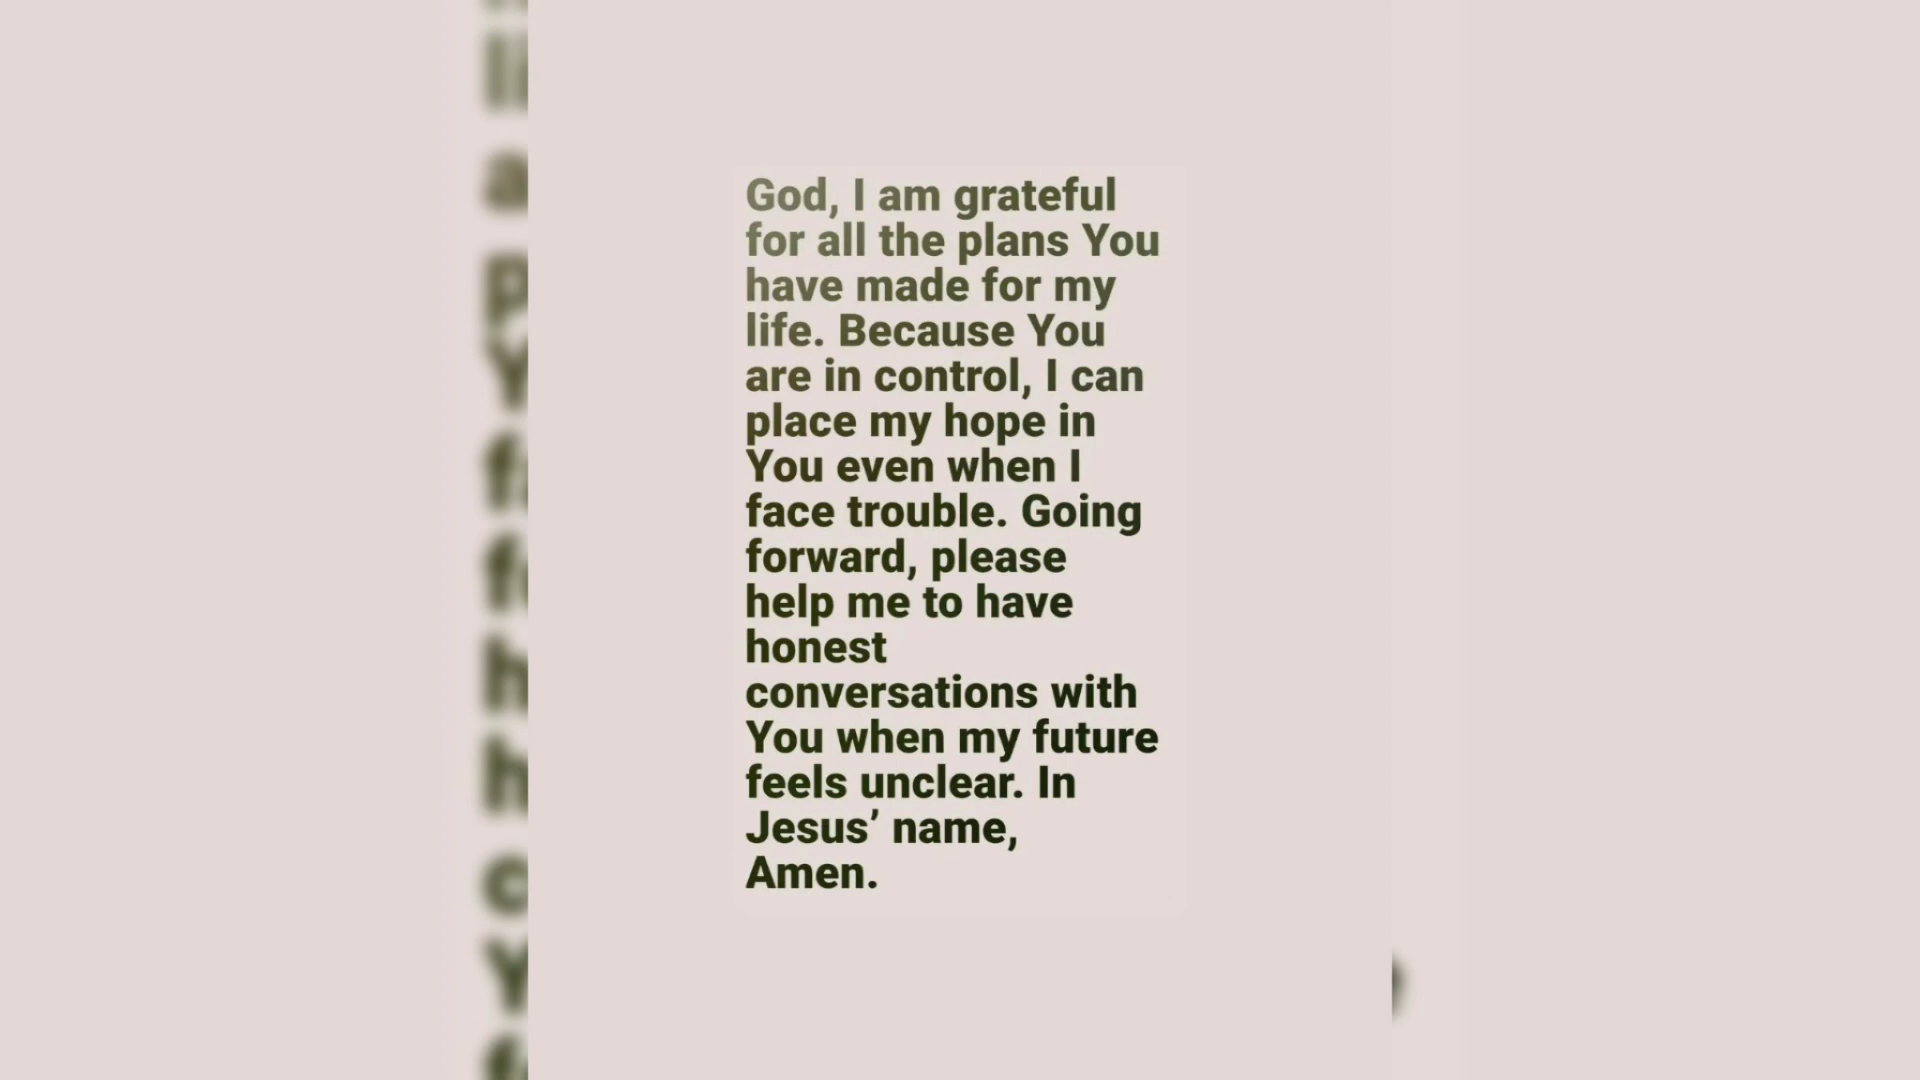 God, I am grateful
for all the plans You
have made for my
life. Because You
are in control, I can
place my hope in
You even when I
face trouble. Going
forward, please
help me to have
honest
conversations with
You when my future
feels unclear. In
Jesus’ name,
Amen.